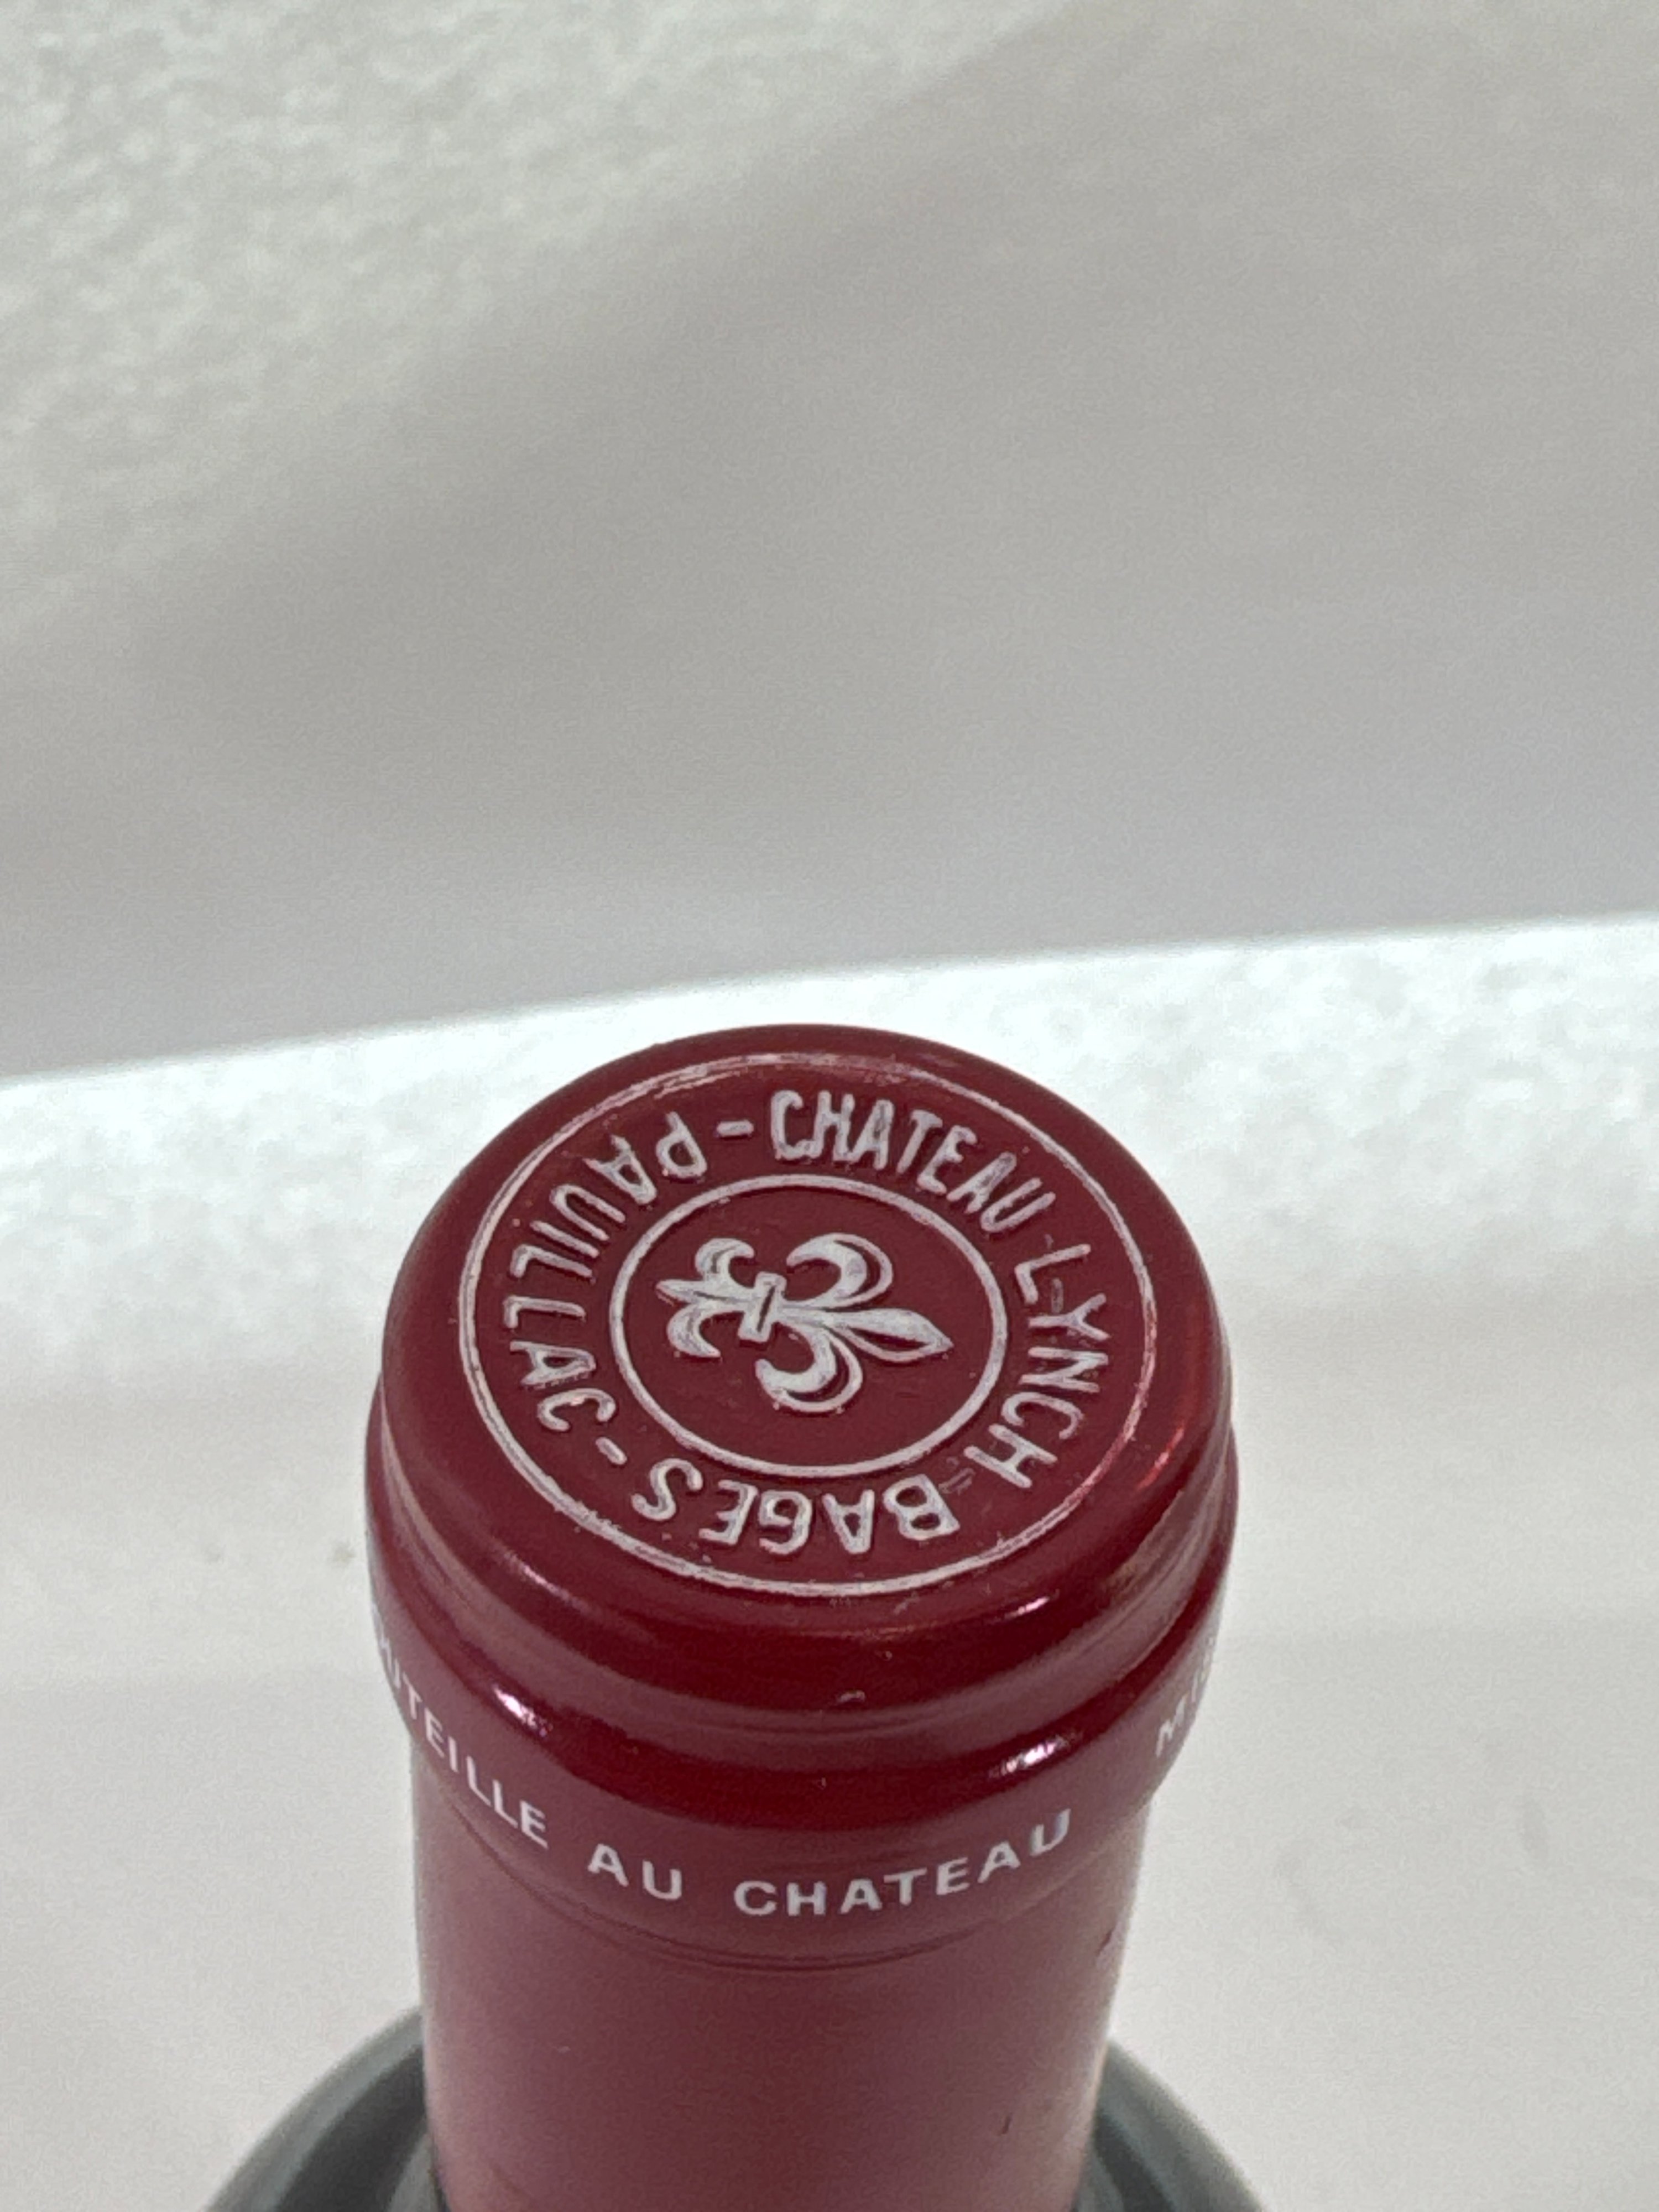 CHATEAU LYNCH-BAGES - PAUILLAC -
AU CHATEAU